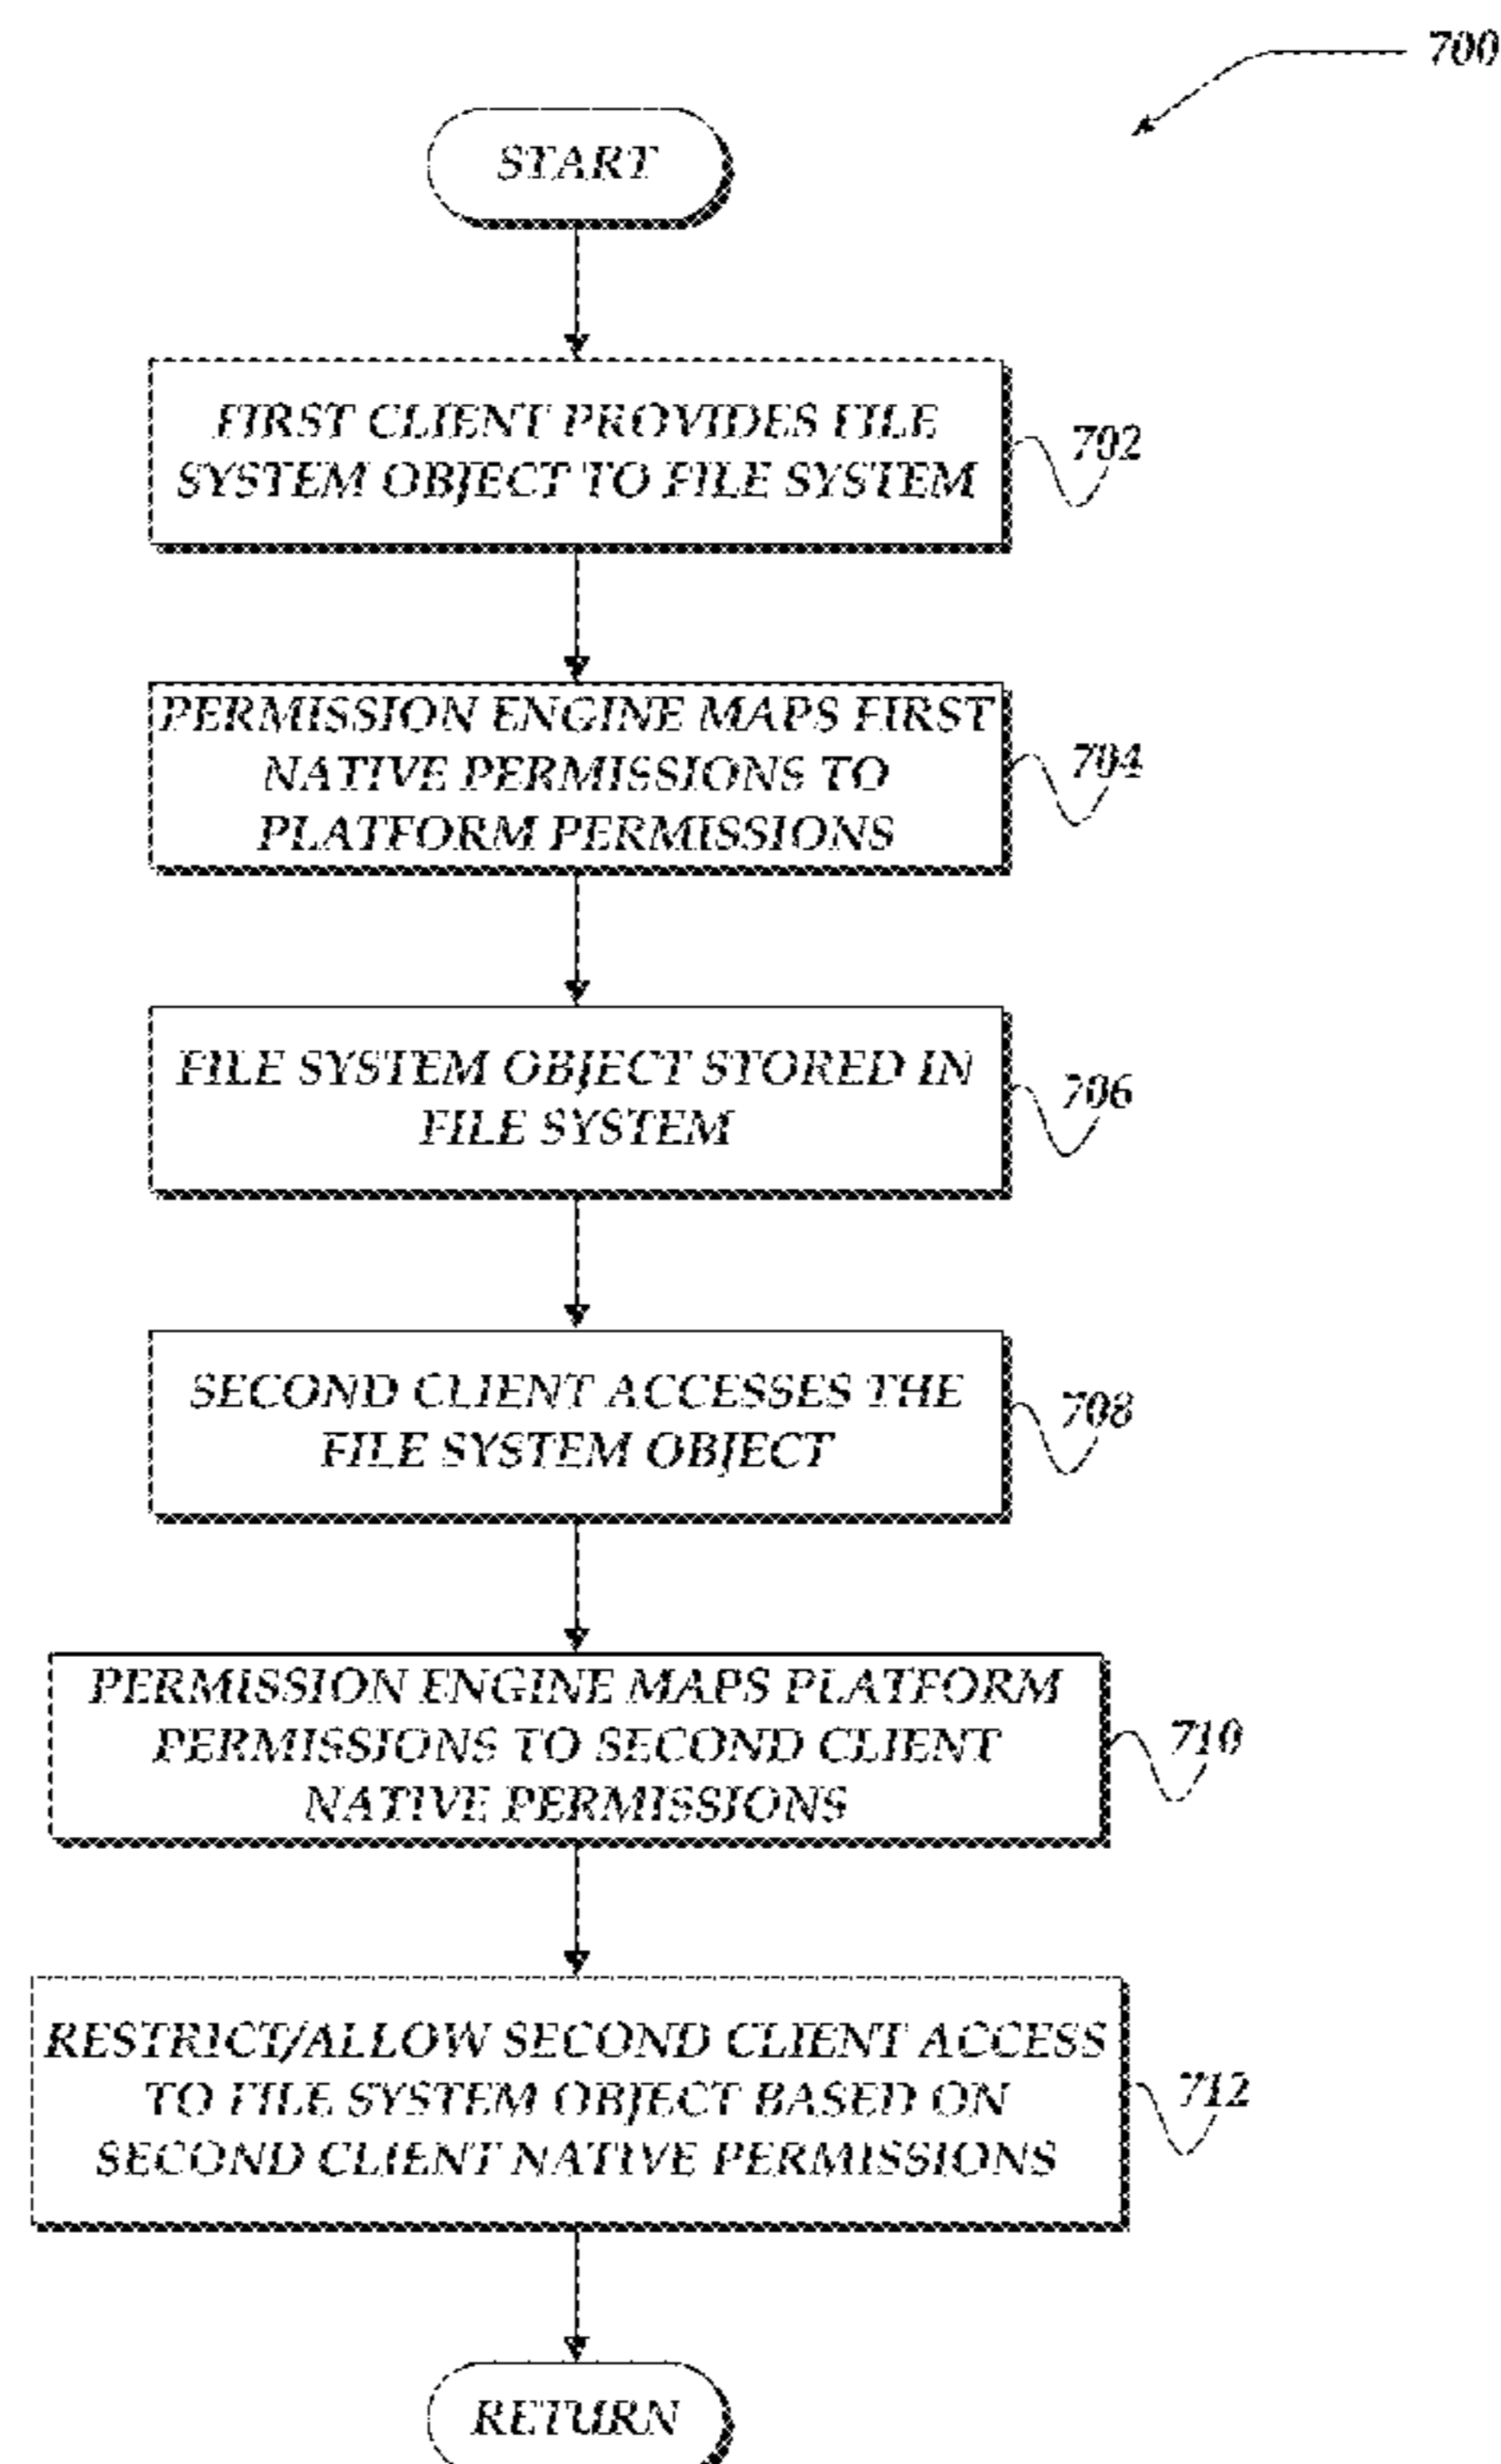 700
START
FIRST CLIENT PROVIDES FILE
SYSTEM OBJECT TO FILE SYSTEM
702
PERMISSION ENGINE MAPS FIRST
NATIVE PERMISSIONS TO
PLATFORM PERMISSIONS
704
FILE SYSTEM OBJECT STORED IN
FILE SYSTEM
706
SECOND CLIENT ACCESSES THE
FILE SYSTEM OBJECT
708
PERMISSION ENGINE MAPS PLATFORM
PERMISSIONS TO SECOND CLIENT
NATIVE PERMISSIONS
710
RESTRICT/ALLOW SECOND CLIENT ACCESS
TO FILE SYSTEM OBJECT BASED ON
SECOND CLIENT NATIVE PERMISSIONS
712
RETURN